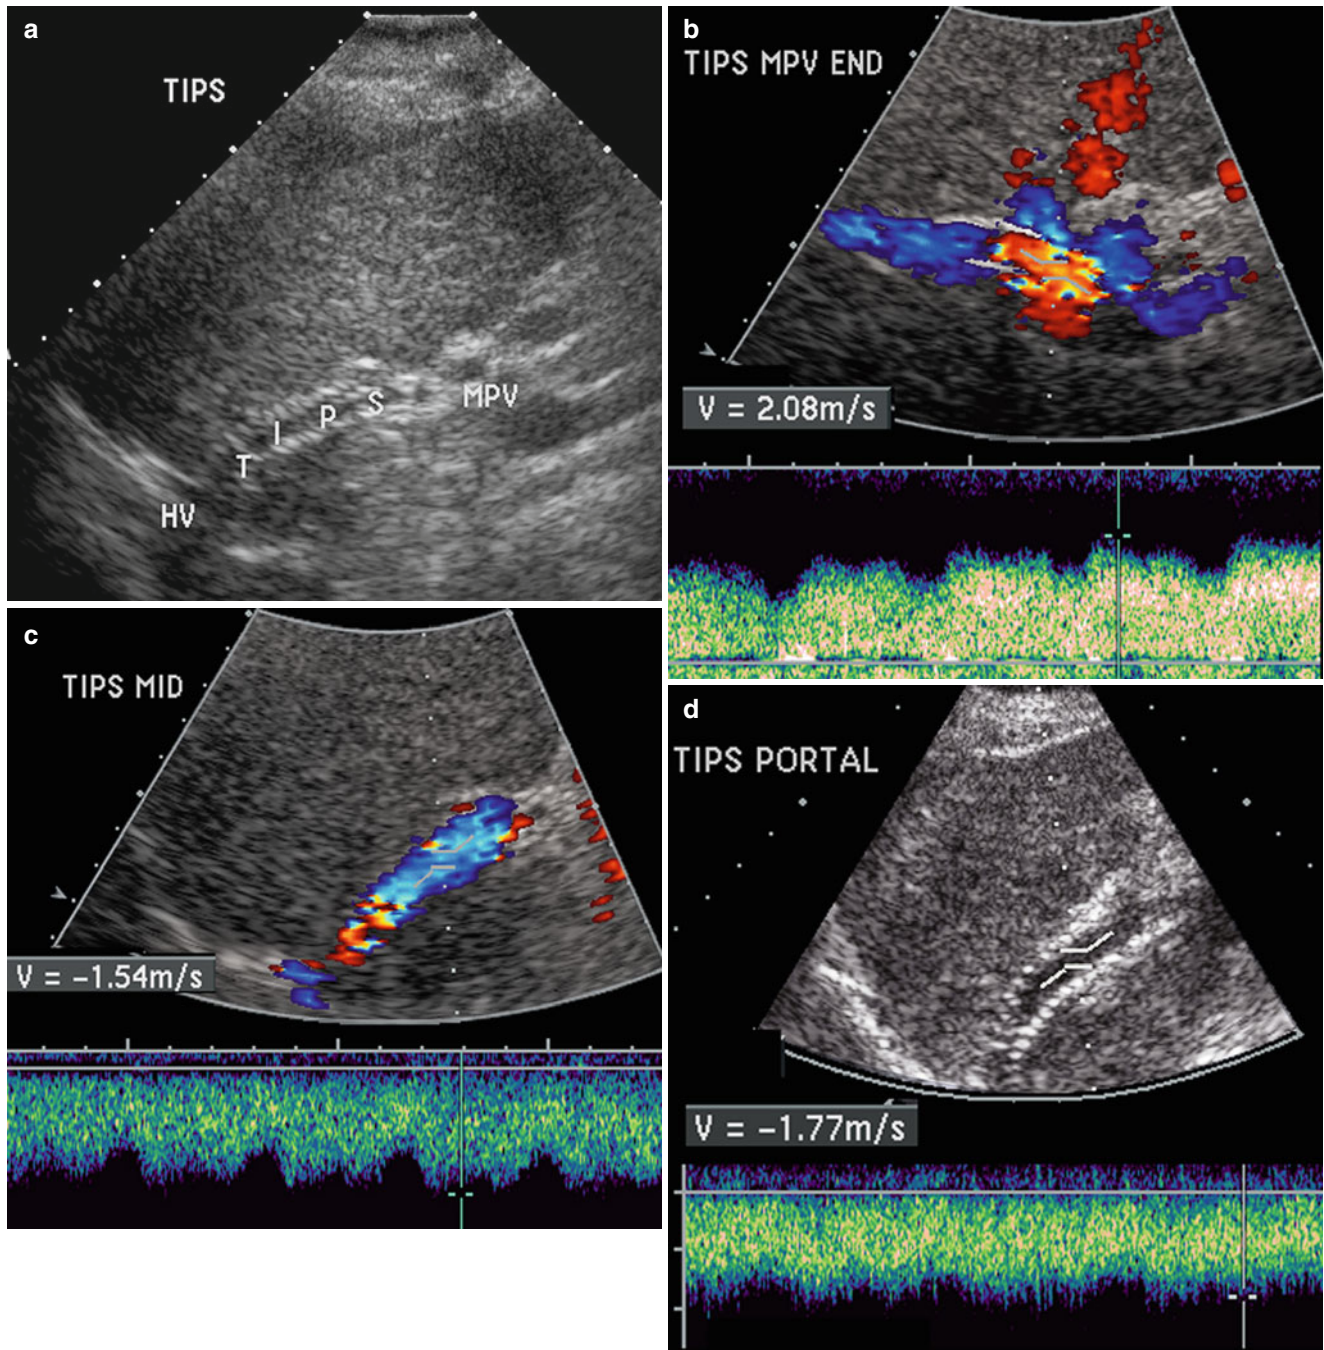 a
TIPS
T I P S
MPV
HV
b
TIPS MPV END
V = 2.08m/s
c
TIPS MID
V = -1.54m/s
d
TIPS PORTAL
V = -1.77m/s